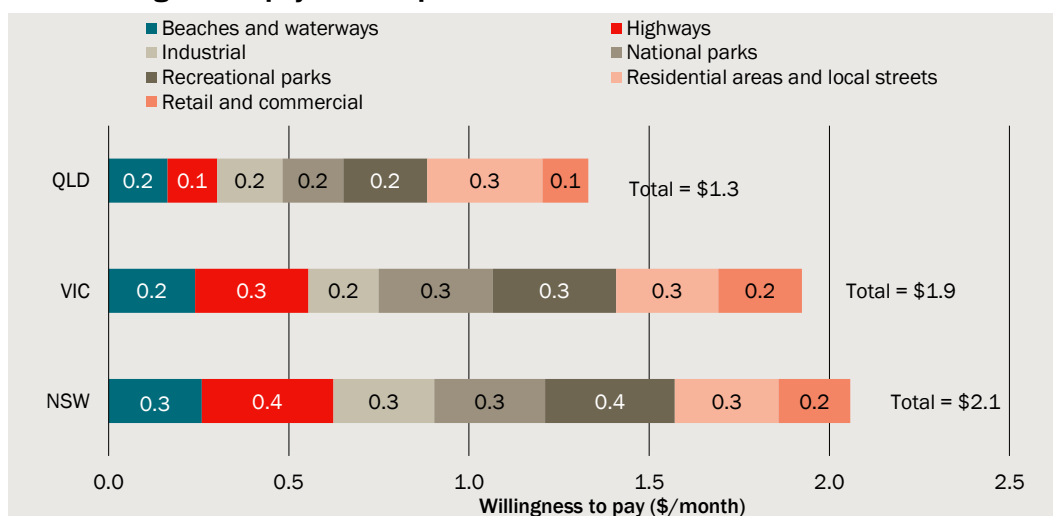 Beaches and waterways
Highways
Industrial
National parks
Recreational parks
Residential areas and local streets
Retail and commercial
QLD 0.2 0.1 0.2 0.2 0.2 0.3 0.1 Total = $1.3
VIC 0.2 0.3 0.2 0.3 0.3 0.3 0.2 Total = $1.9
NSW 0.3 0.4 0.3 0.3 0.4 0.3 0.2 Total = $2.1
0.0 0.5 1.0 1.5 2.0 2.5
Willingness to pay ($/month)